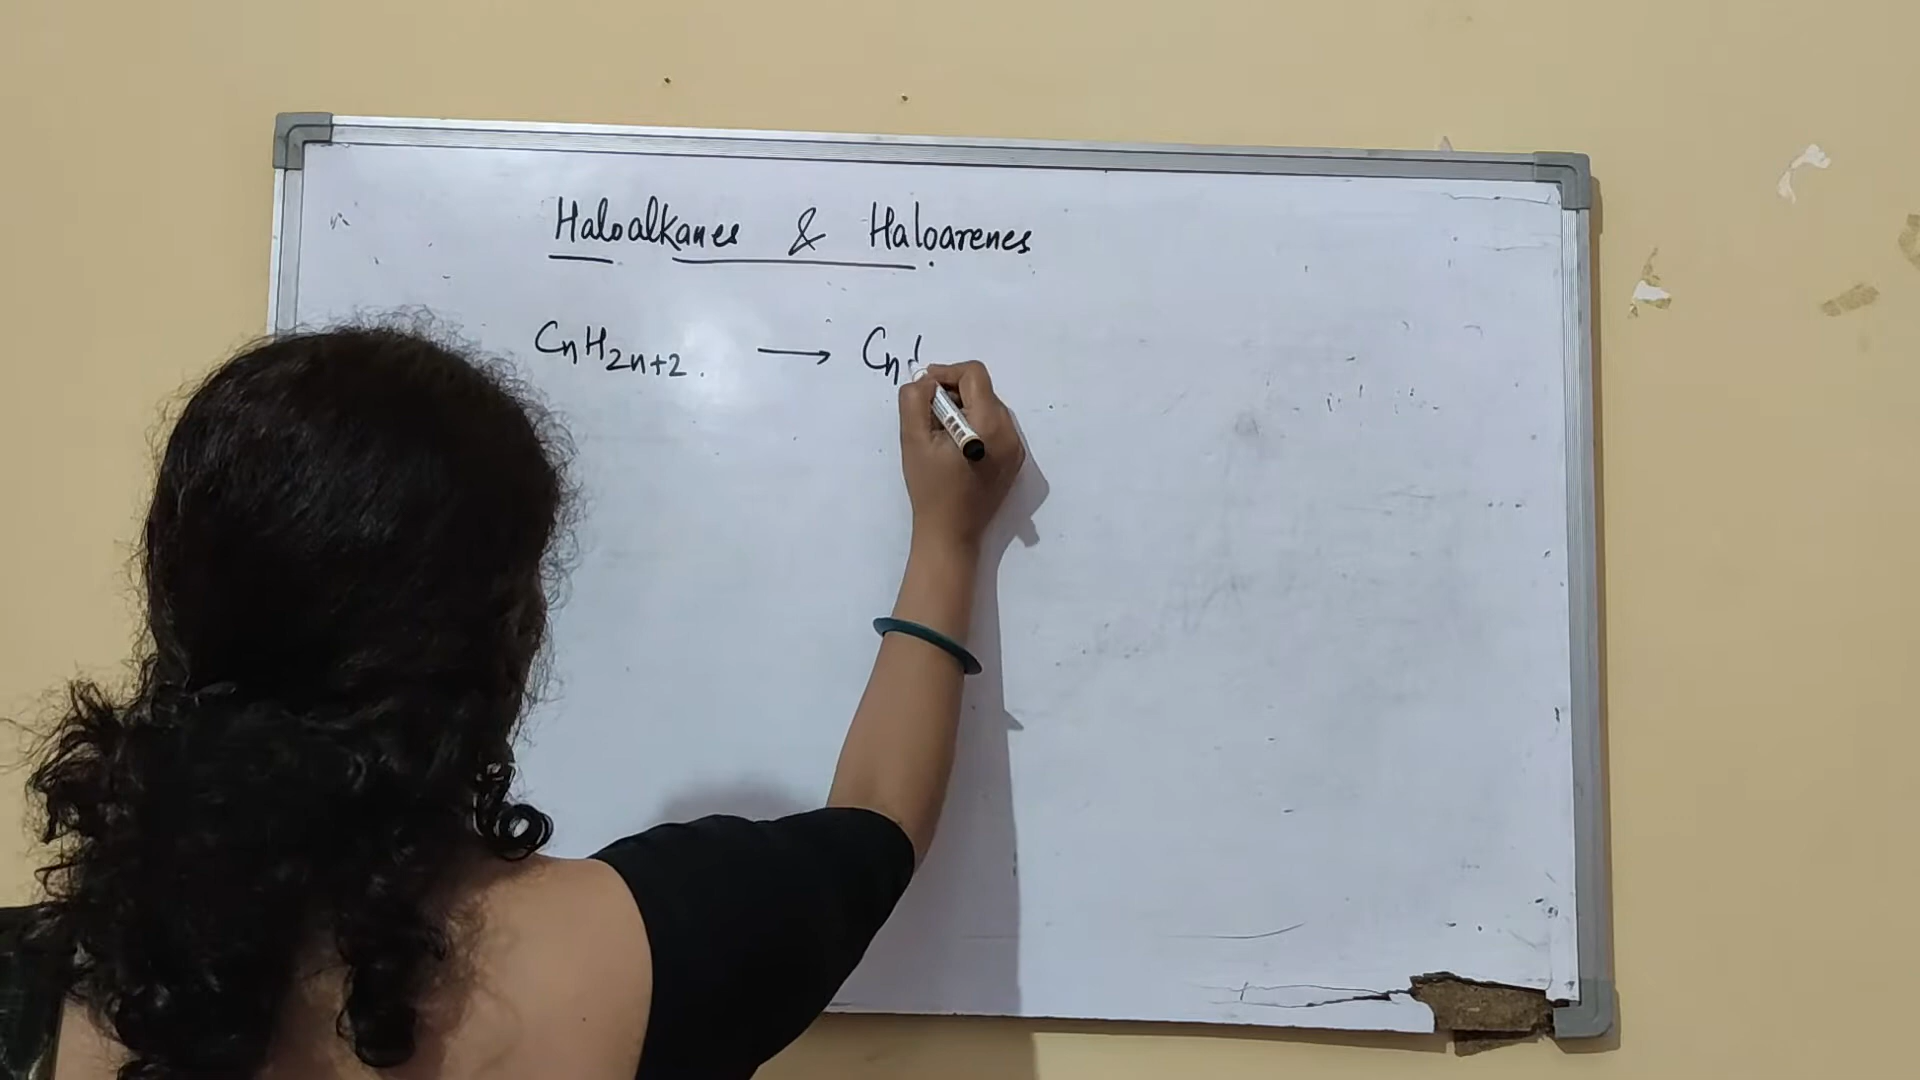 Haloalkanes & Haloarenes
CnH2n+2. → Cn